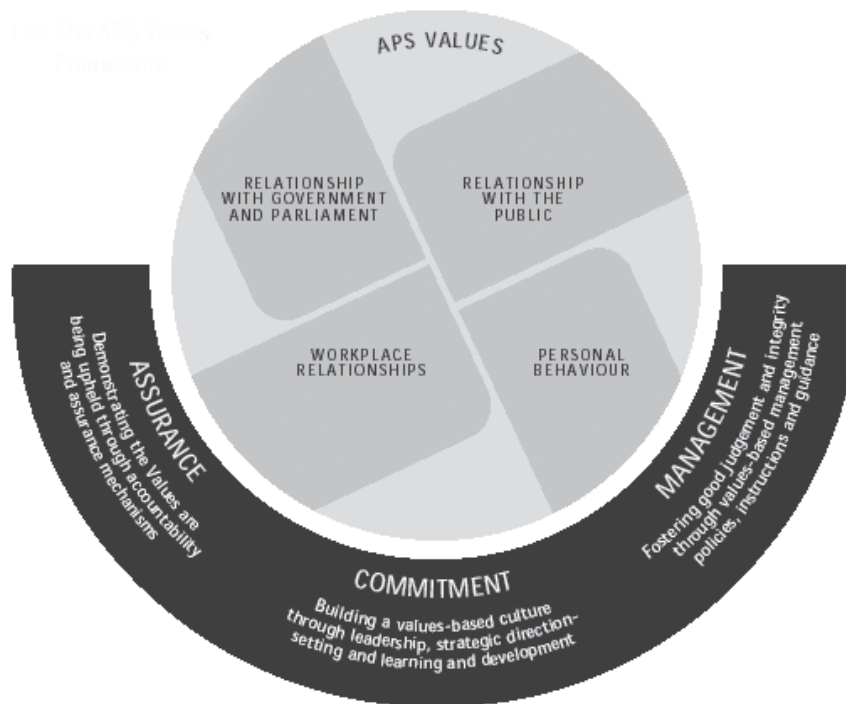 APS VALUES
RELATIONSHIP
WITH GOVERNMENT
AND PARLIAMENT
RELATIONSHIP
WITH THE
PUBLIC
WORKPLACE
RELATIONSHIPS
PERSONAL
BEHAVIOUR
ASSURANCE
Demonstrating the Values are
being upheld through accountability
and assurance mechanisms
COMMITMENT
Building a values-based culture
through leadership, strategic direction-
setting and learning and development
MANAGEMENT
Fostering good judgement and integrity
through values-based management
policies, instructions and guidance